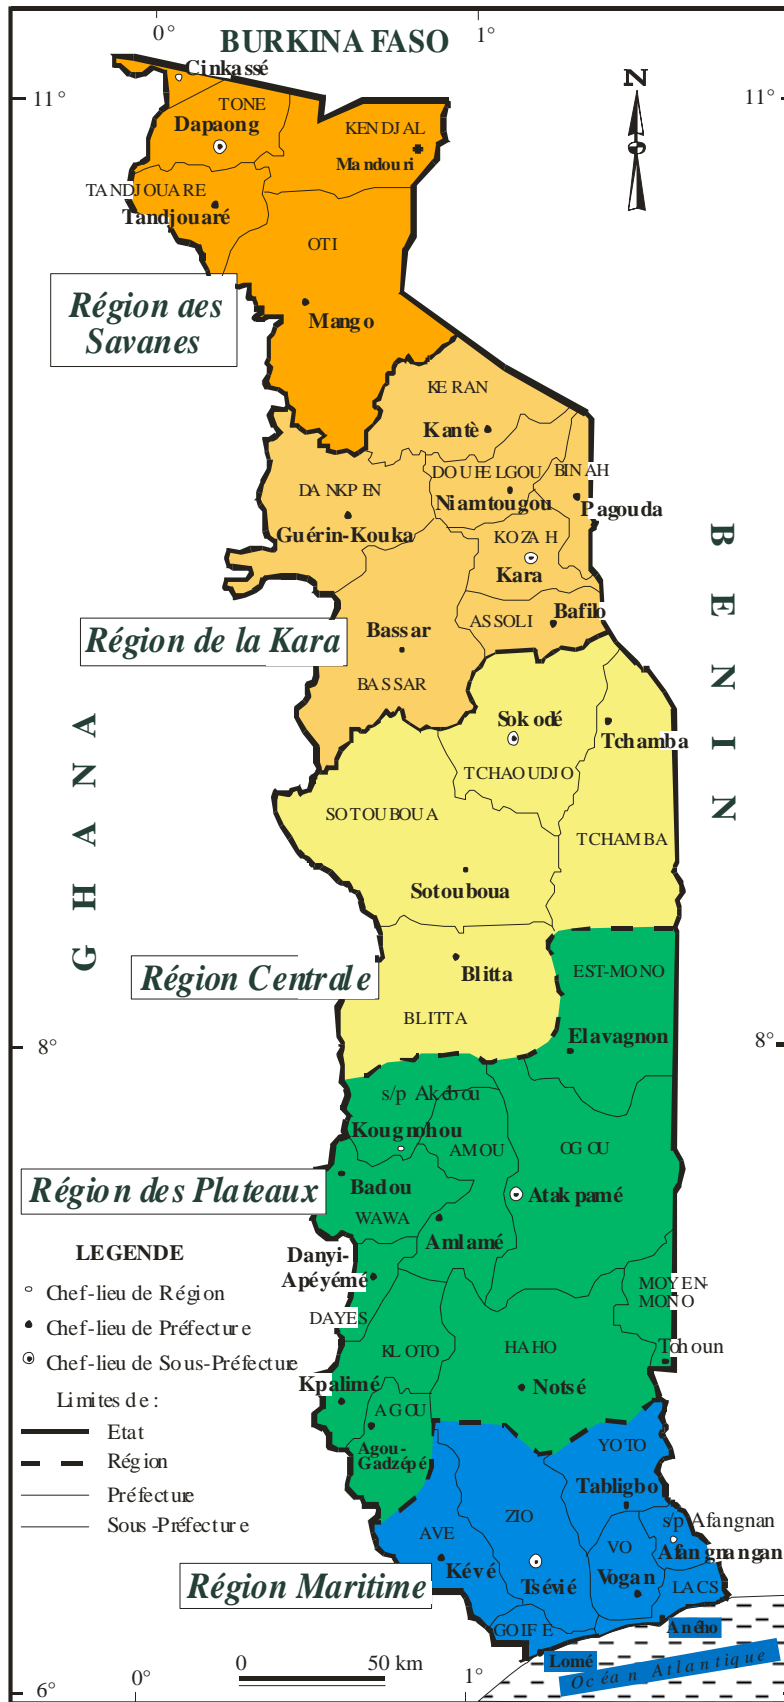 0°
1°
BURKINA FASO
Cinkassé
11°
11°
N
TONE
Dapaong
KENDJAL
Mandouri
TANDJOUARE
Tandjouaré
OTI
Région aes
Savanes
Mango
KERAN
Kantè
DOUFELGOU
BINAH
DANKPEN
Niamtougou
Pagouda
Guérin-Kouka
KOZAH
Kara
BENIN
ASSOLI
Bafilo
Région de la Kara
Bassar
BASSAR
Sokodé
Tchamba
GHANA
TCHAOUDJO
SOTOUBOUA
TCHAMBA
Sotouboua
Région Centrale
Blitta
EST-MONO
BLITTA
Elavagnon
8°
8°
s/p Akébou
Kougnohou
AMOU
OGOU
Badou
Région des Plateaux
Atakpamé
WAWA
Amlamé
LEGENDE
Danyi-
Apéyémé
Chef-lieu de Région
MOYEN-
MONO
Chef-lieu de Préfecture
DAYES
KLOTO
HAHO
Tohoun
Chef-lieu de Sous-Préfecture
Kpalimé
Notsé
Limites de :
AGOU
Etat
Agou-
Gadzépé
Région
YOTO
Préfecture
Tabligbo
Sous-Préfecture
ZIO
s/p Afangnan
AVE
VO
Afangnangan
Kévé
Tsévié
Vogan
LACS
Région Maritime
GOLFE
Aného
Lomé
Océan Atlantique
6°
0°
0
50 km
1°